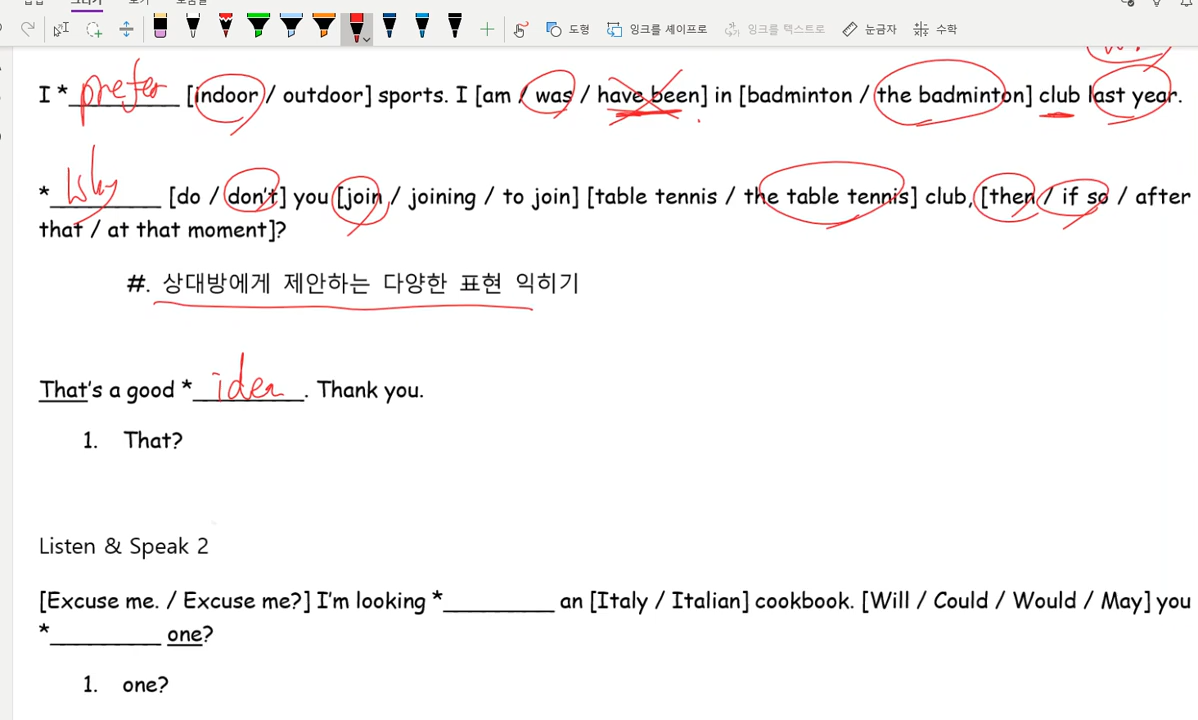 도형 잉크를 셰이프로 잉크를 텍스트로 눈금자 수학
I * prefer [indoor / outdoor] sports. I [am / was / have been] in [badminton / the badminton] club last year.
* Why [do / don't] you [join / joining / to join] [table tennis / the table tennis] club, [then / if so / after
that / at that moment]?
#. 상대방에게 제안하는 다양한 표현 익히기
That's a good * idea. Thank you.
1. That?
Listen & Speak 2
[Excuse me. / Excuse me?] I'm looking *__________ an [Italy / Italian] cookbook. [Will / Could / Would / May] you
*__________ one?
1. one?